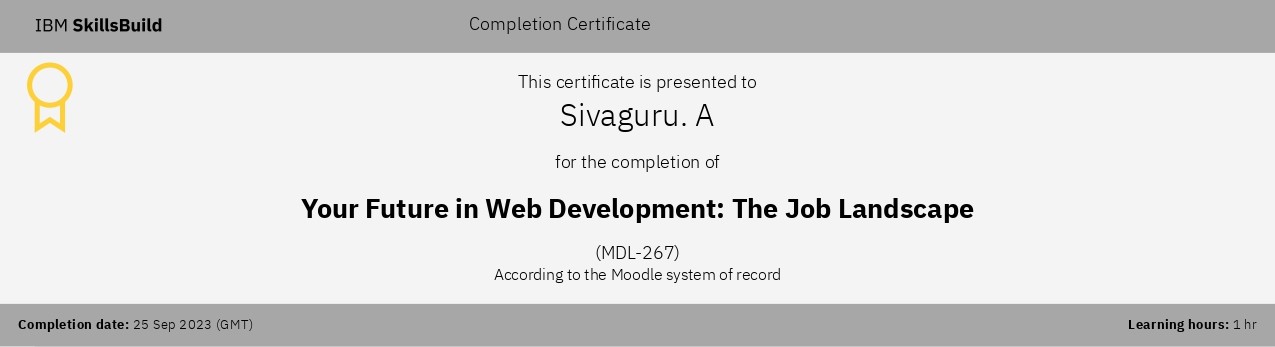 IBM SkillsBuild
Completion Certificate
This certificate is presented to
Sivaguru. A
for the completion of
Your Future in Web Development: The Job Landscape
(MDL-267)
According to the Moodle system of record
Completion date: 25 Sep 2023 (GMT)
Learning hours: 1 hr